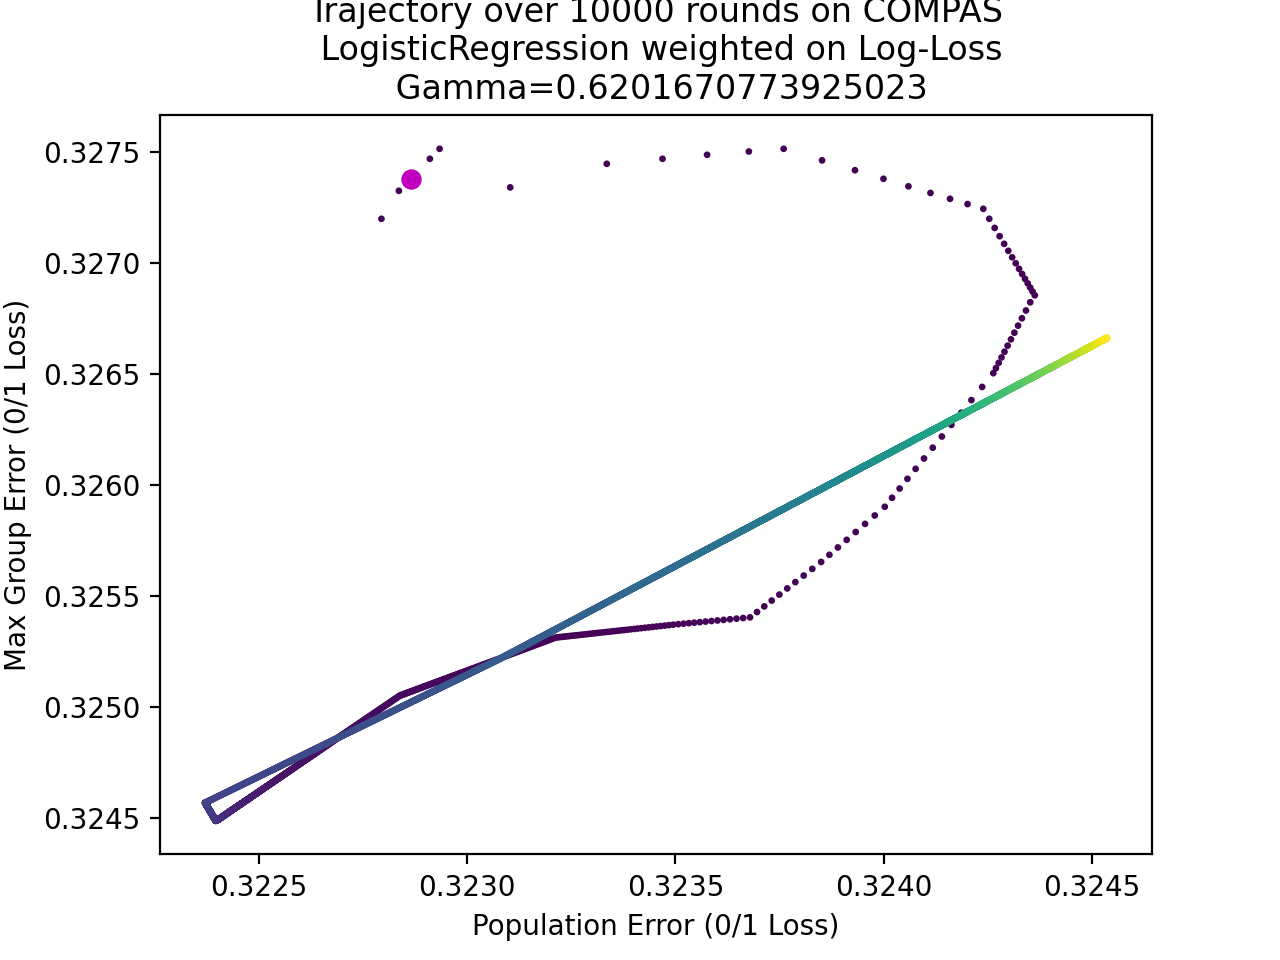 Trajectory over 10000 rounds on COMPAS
LogisticRegression weighted on Log-Loss
Gamma=0.6201670773925023
Max Group Error (0/1 Loss)
0.3275
0.3270
0.3265
0.3260
0.3255
0.3250
0.3245
0.3225
0.3230
0.3235
0.3240
0.3245
Population Error (0/1 Loss)